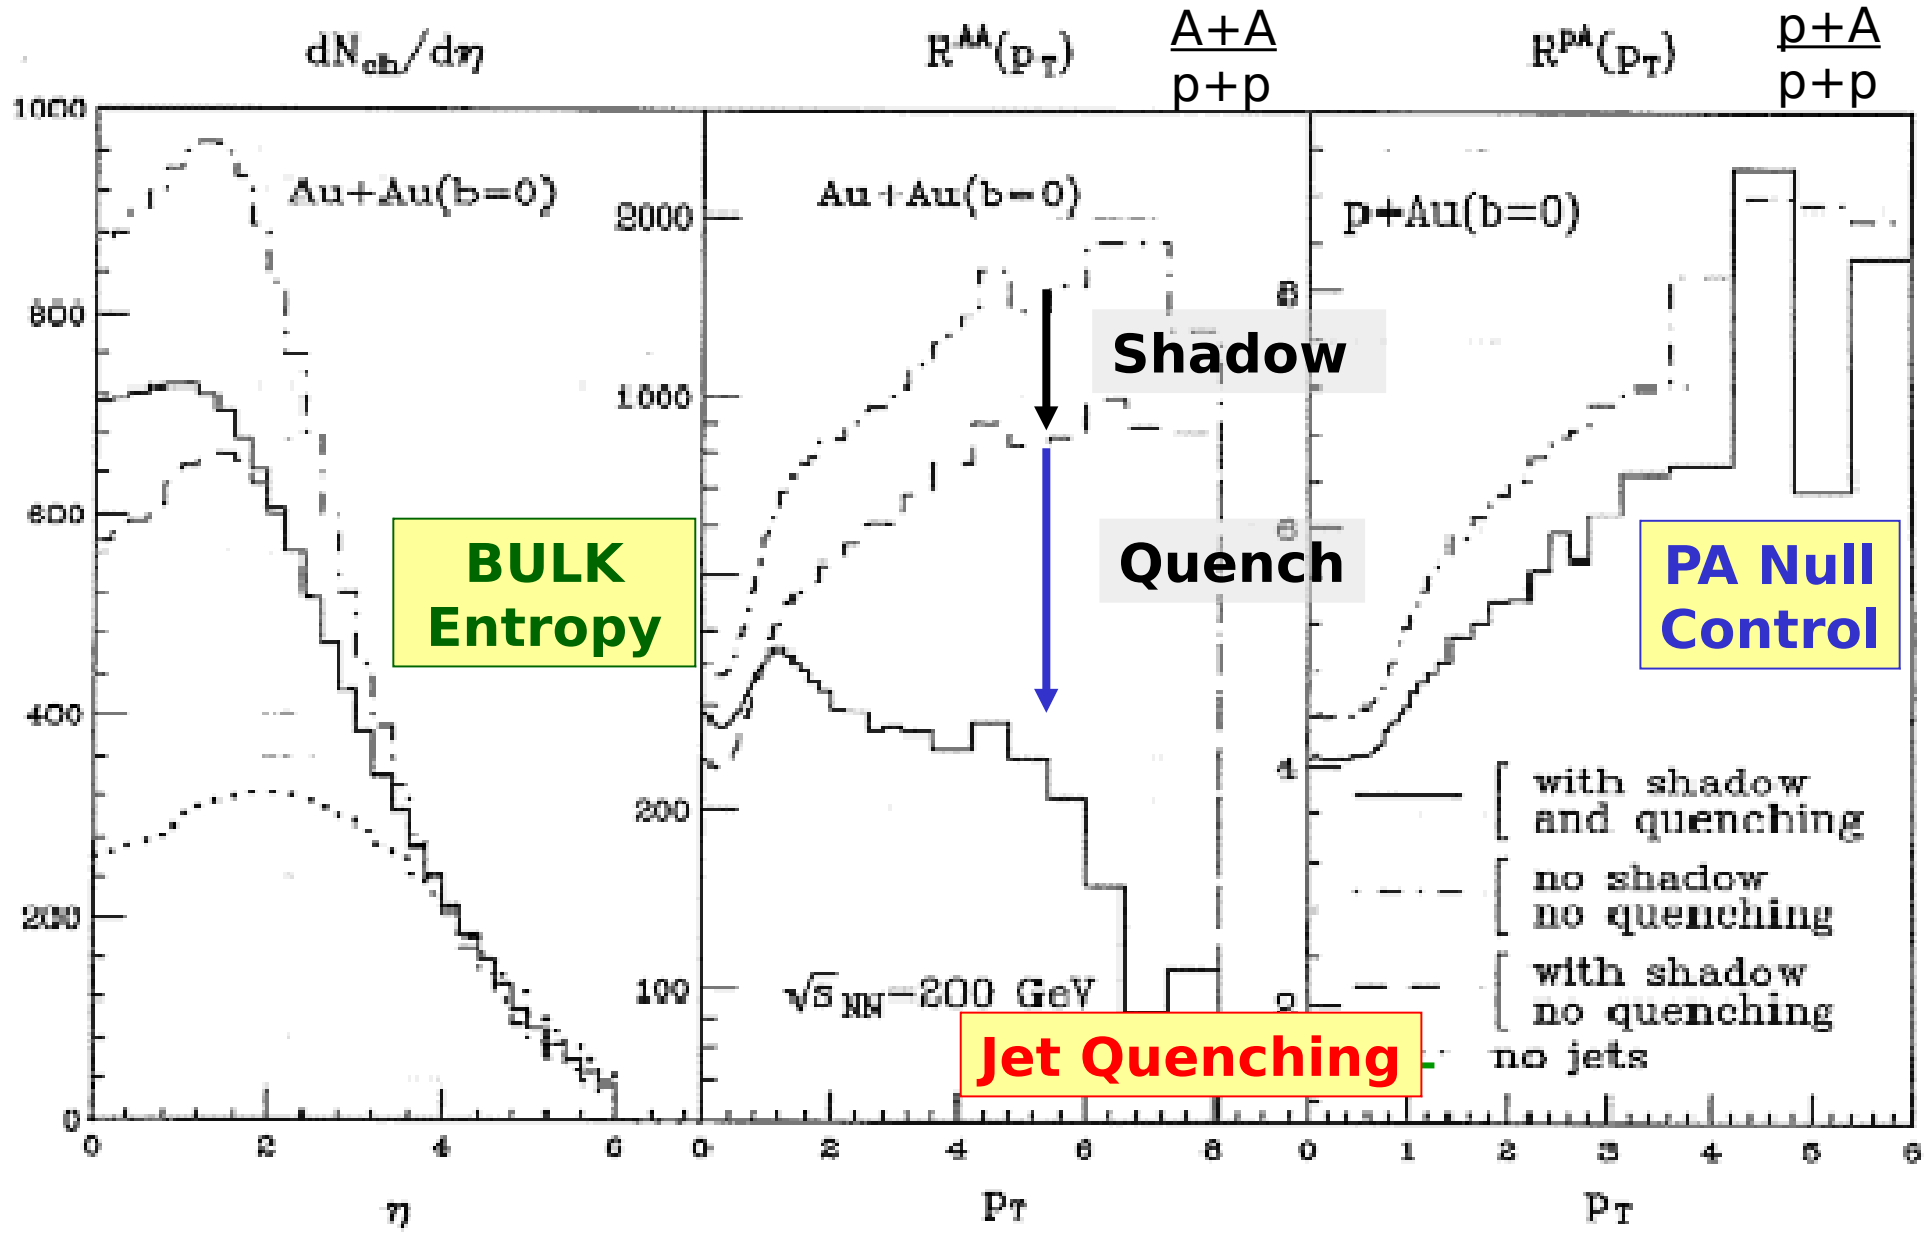 dN_ch/dη
R^AA(p_T)
A+A
p+p
R^pA(p_T)
p+A
p+p
1000
800
600
400
200
0
Au+Au(b=0)
BULK
Entropy
0 2 4 6
η
2000
1000
200
100
Au+Au(b=0)
Shadow
Quench
√s_NN=200 GeV
Jet Quenching
0 2 4 6 8
p_T
8
6
4
2
p+Au(b=0)
PA Null
Control
with shadow
and quenching
no shadow
no quenching
with shadow
no quenching
no jets
0 1 2 3 4 5 6
p_T